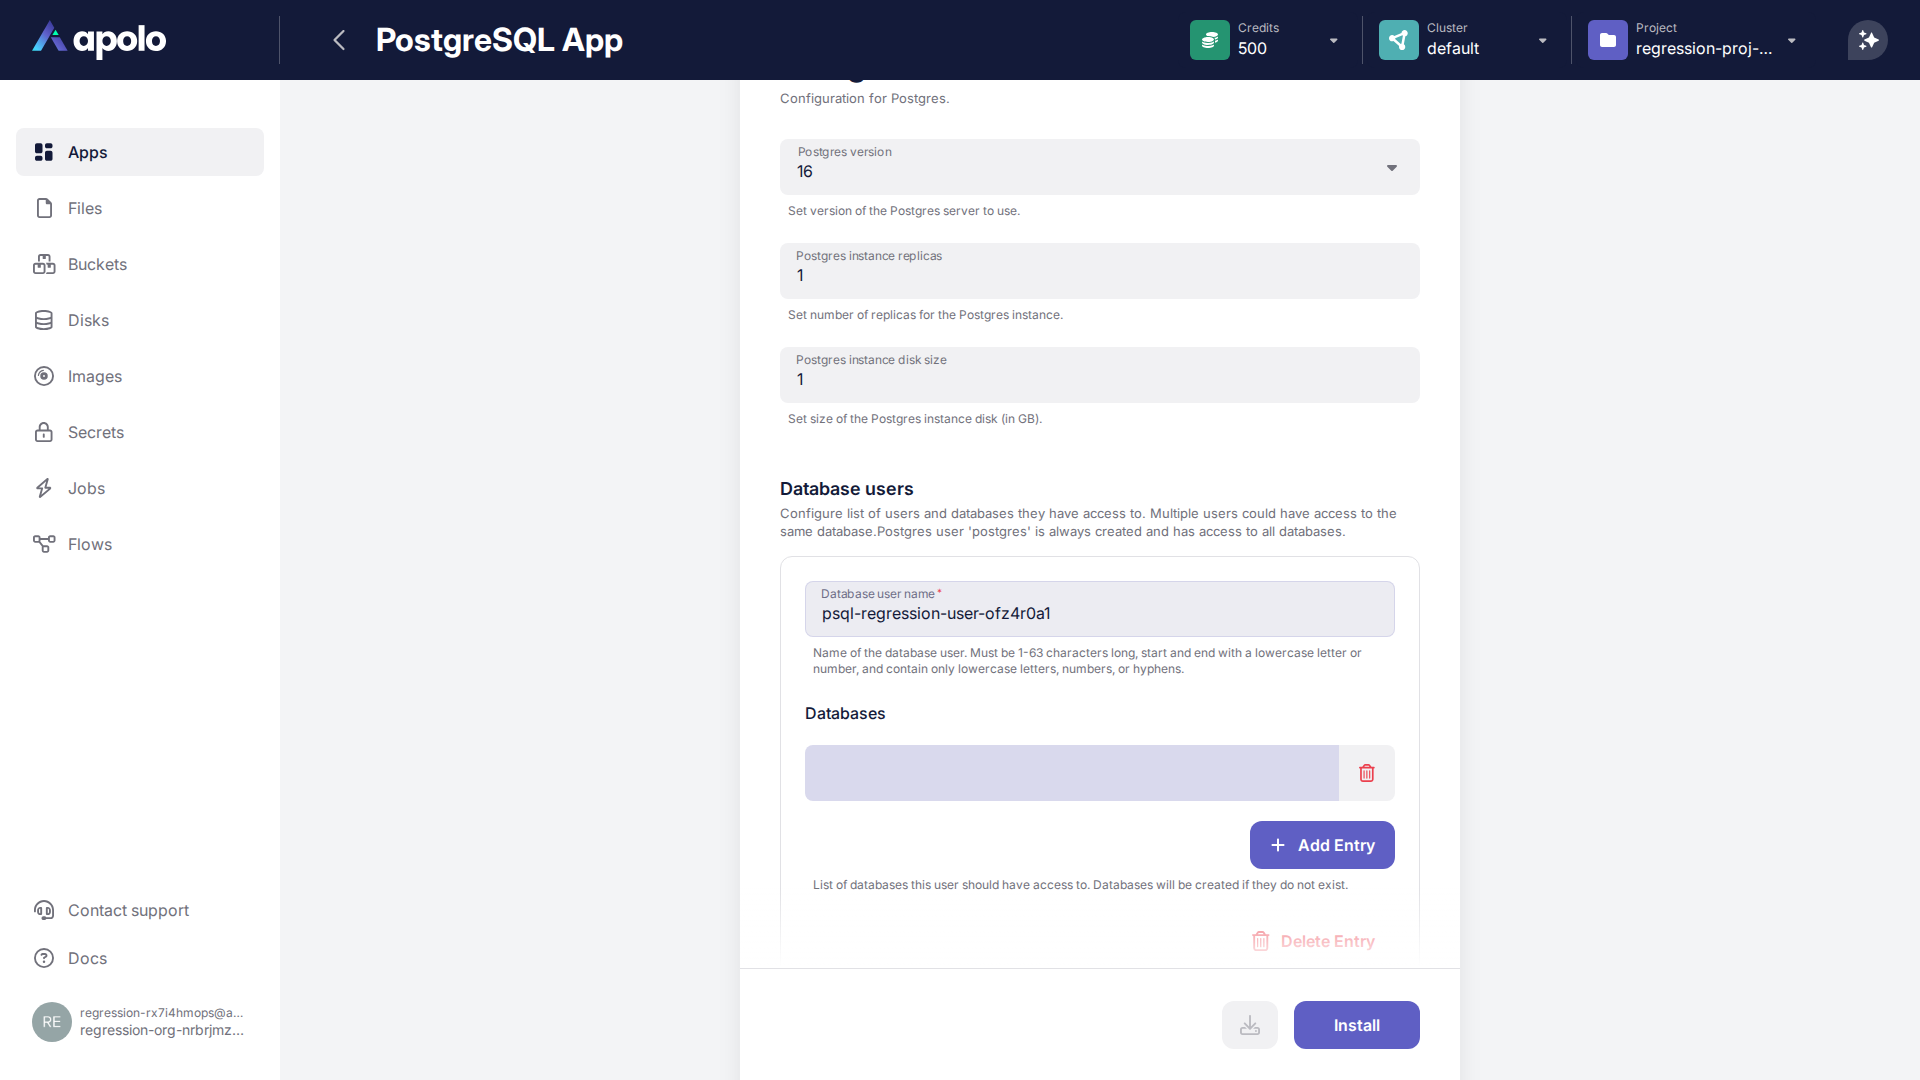 apolo
PostgreSQL App
Credits
500
Cluster
default
Project
regression-proj-...
Apps
Files
Buckets
Disks
Images
Secrets
Jobs
Flows
Contact support
Docs
RE
regression-rx7i4hmops@a...
regression-org-nrbrjmz...
Configuration for Postgres.
Postgres version
16
Set version of the Postgres server to use.
Postgres instance replicas
1
Set number of replicas for the Postgres instance.
Postgres instance disk size
1
Set size of the Postgres instance disk (in GB).
Database users
Configure list of users and databases they have access to. Multiple users could have access to the
same database.Postgres user 'postgres' is always created and has access to all databases.
Database user name *
psql-regression-user-ofz4r0a1
Name of the database user. Must be 1-63 characters long, start and end with a lowercase letter or
number, and contain only lowercase letters, numbers, or hyphens.
Databases
Add Entry
List of databases this user should have access to. Databases will be created if they do not exist.
Delete Entry
Install